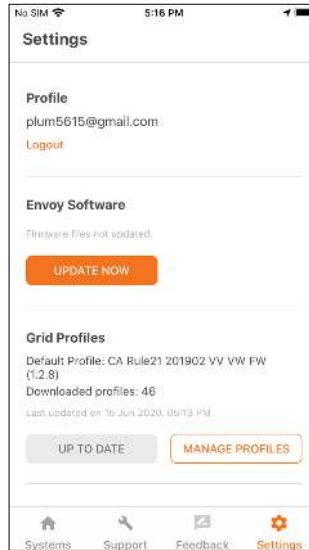 No SIM 5:16 PM
Settings
Profile
plum5615@gmail.com
Logout
Envoy Software
Firmware files not updated.
UPDATE NOW
Grid Profiles
Default Profile: CA Rule21 201902 VV VW FW
(1.2.8)
Downloaded profiles: 46
Last updated on 15 Jun 2020, 05:13 PM
UP TO DATE MANAGE PROFILES
Systems Support Feedback Settings